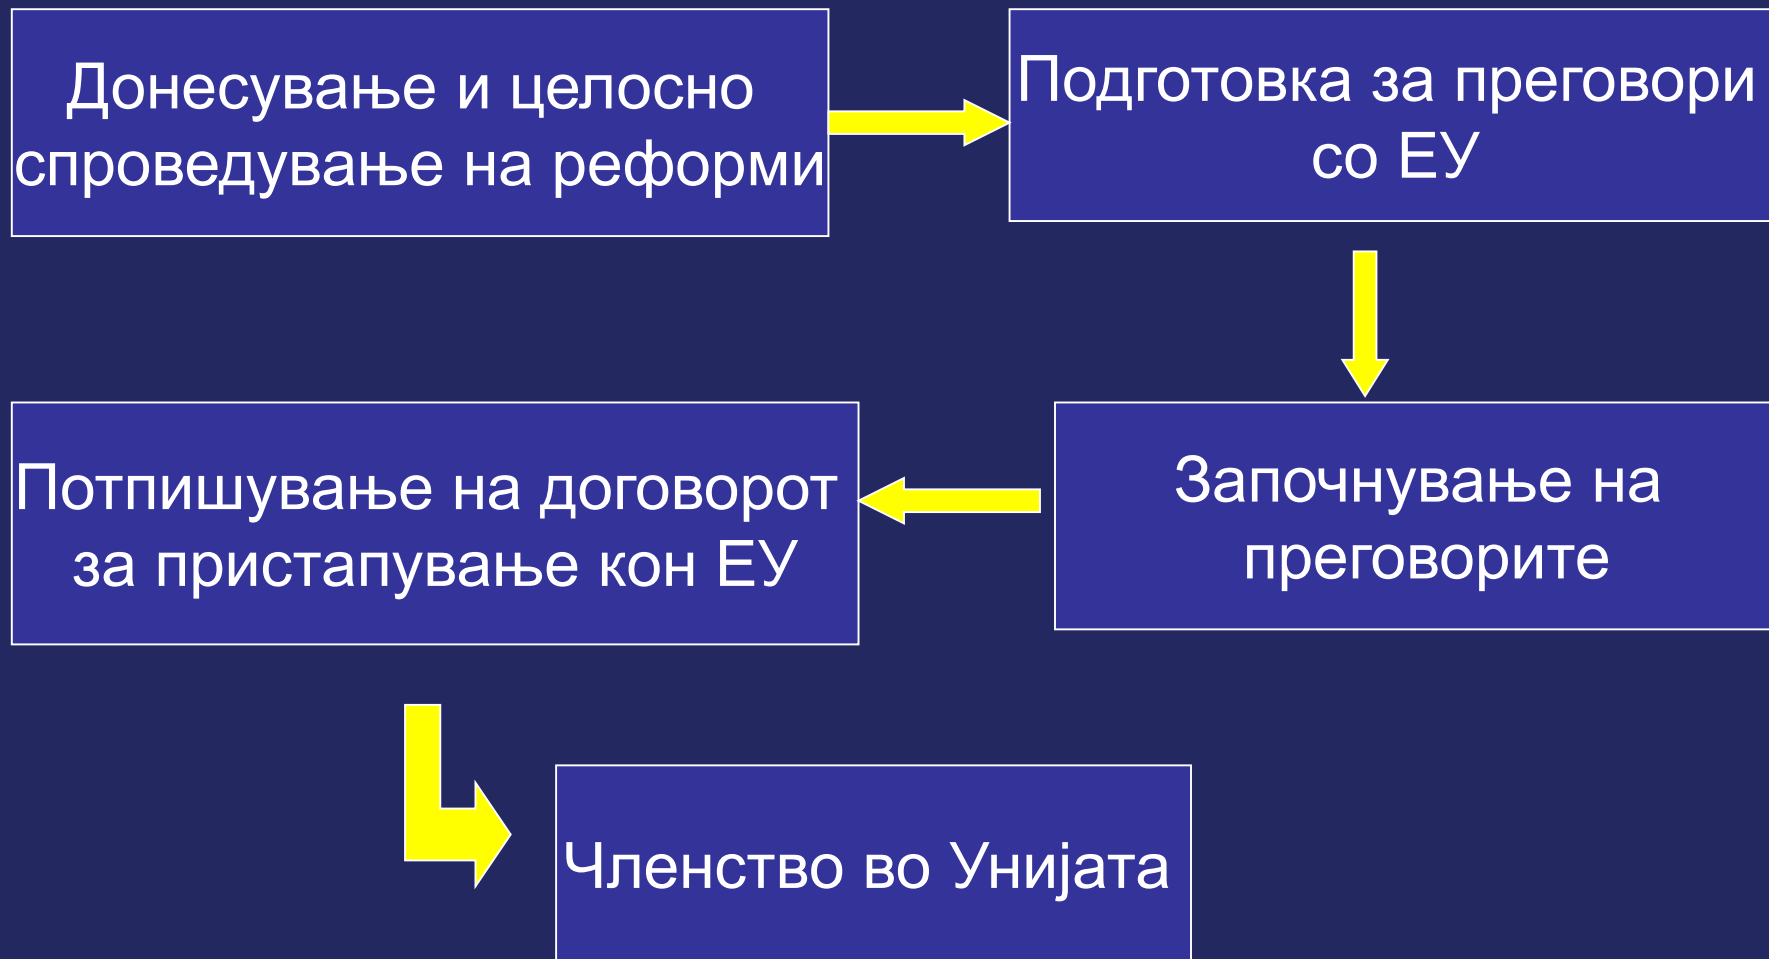 Донесување и целосно
спроведување на реформи
Подготовка за преговори
со ЕУ
Започнување на
преговорите
Потпишување на договорот
за пристапување кон ЕУ
Членство во Унијата